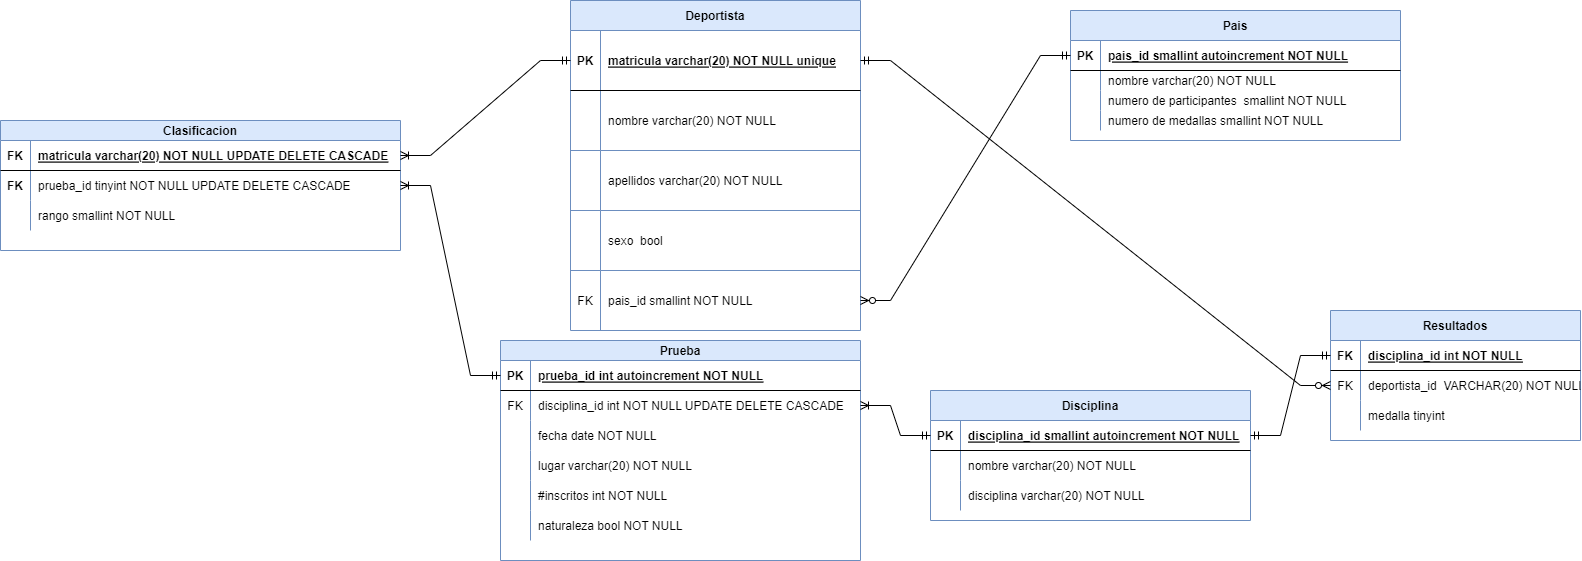 Deportista
PK matricula varchar(20) NOT NULL unique
nombre varchar(20) NOT NULL
apellidos varchar(20) NOT NULL
sexo bool
FK pais_id smallint NOT NULL
Pais
PK pais_id smallint autoincrement NOT NULL
nombre varchar(20) NOT NULL
numero de participantes smallint NOT NULL
numero de medallas smallint NOT NULL
Clasificacion
FK matricula varchar(20) NOT NULL UPDATE DELETE CASCADE
FK prueba_id tinyint NOT NULL UPDATE DELETE CASCADE
rango smallint NOT NULL
Prueba
PK prueba_id int autoincrement NOT NULL
FK disciplina_id int NOT NULL UPDATE DELETE CASCADE
fecha date NOT NULL
lugar varchar(20) NOT NULL
#inscritos int NOT NULL
naturaleza bool NOT NULL
Disciplina
PK disciplina_id smallint autoincrement NOT NULL
nombre varchar(20) NOT NULL
disciplina varchar(20) NOT NULL
Resultados
FK disciplina_id int NOT NULL
FK deportista_id VARCHAR(20) NOT NULL
medalla tinyint